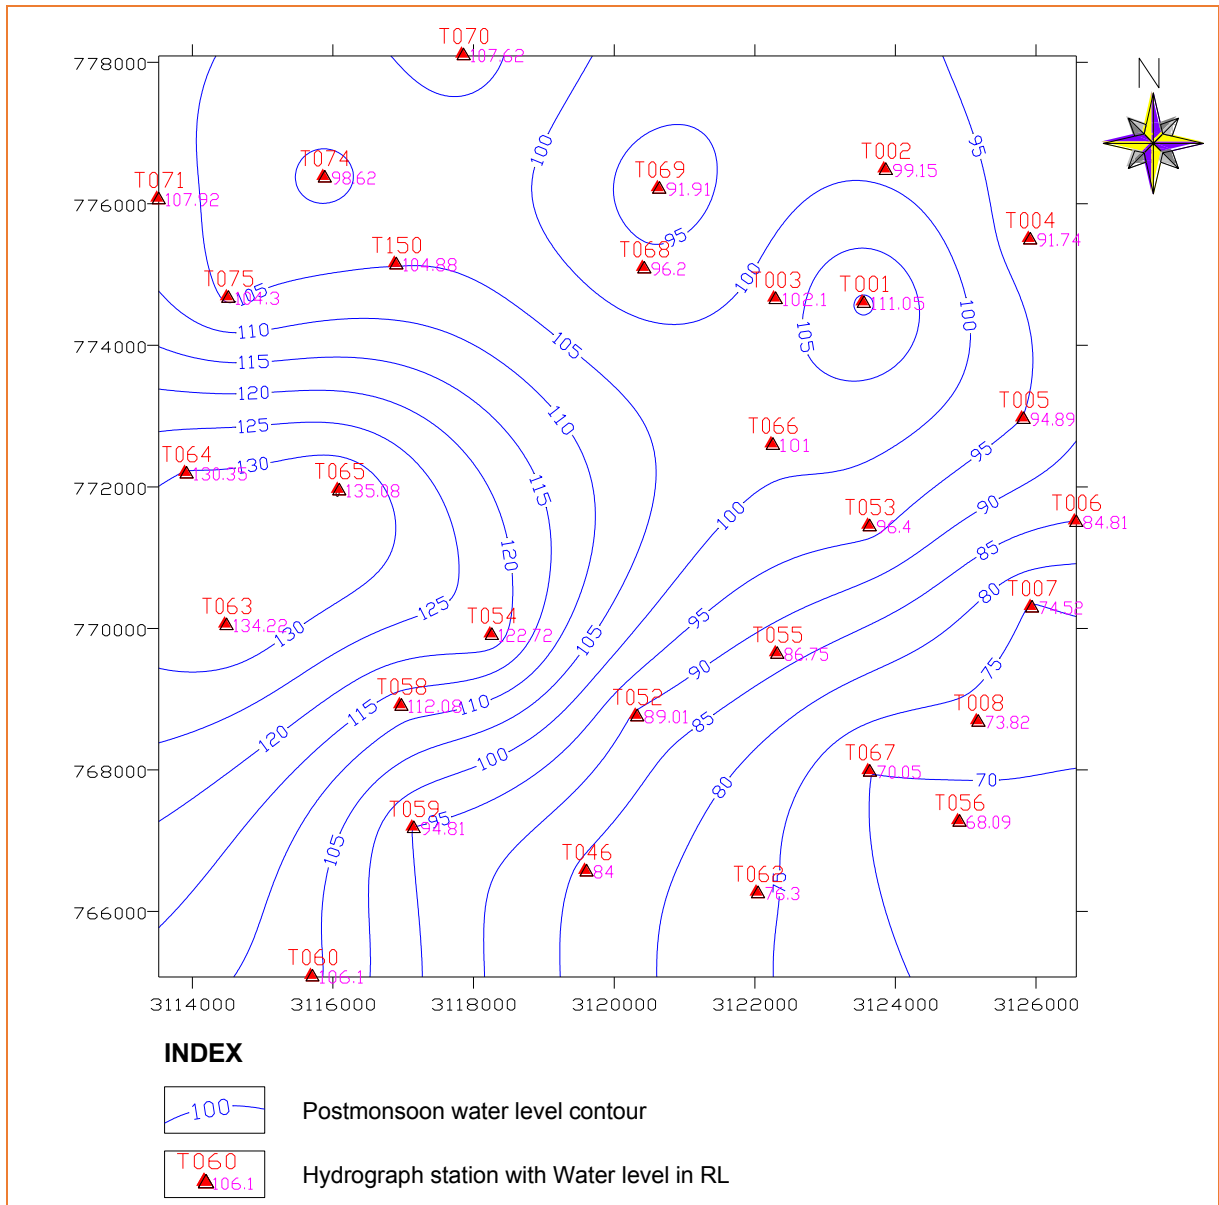 T070
107.62
N
778000
100
95
T002
99.15
T074
98.62
T069
91.91
T071
107.92
776000
T004
91.74
95
T150
104.88
T068
96.2
100
T003
102.1
T001
111.05
T075
104.3
105
110
105
100
105
774000
115
120
110
T005
94.89
125
T066
101
T064
130.35
130
T065
135.08
95
115
772000
100
90
T053
96.4
T006
84.81
120
85
80
T007
74.52
T063
134.22
125
T054
122.72
95
105
770000
130
T055
86.75
90
75
T058
112.08
115
110
T052
89.01
85
T008
73.82
120
100
T067
70.05
768000
80
70
T059
94.81
95
T056
68.09
105
T046
84
T062
76.3
75
766000
T060
106.1
3114000 3116000 3118000 3120000 3122000 3124000 3126000
INDEX
100
Postmonsoon water level contour
T060
106.1
Hydrograph station with Water level in RL